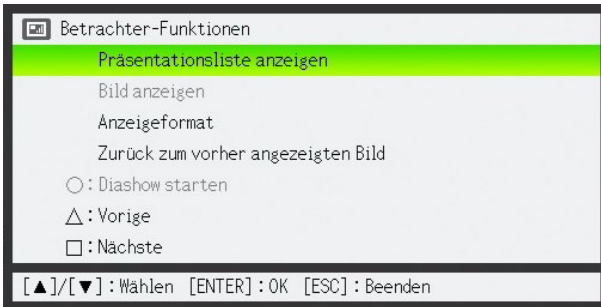 Betrachter-Funktionen
Präsentationsliste anzeigen
Bild anzeigen
Anzeigeformat
Zurück zum vorher angezeigten Bild
○: Diashow starten
△: Vorige
□: Nächste
[▲]/[▼]: Wählen [ENTER]: OK [ESC]: Beenden